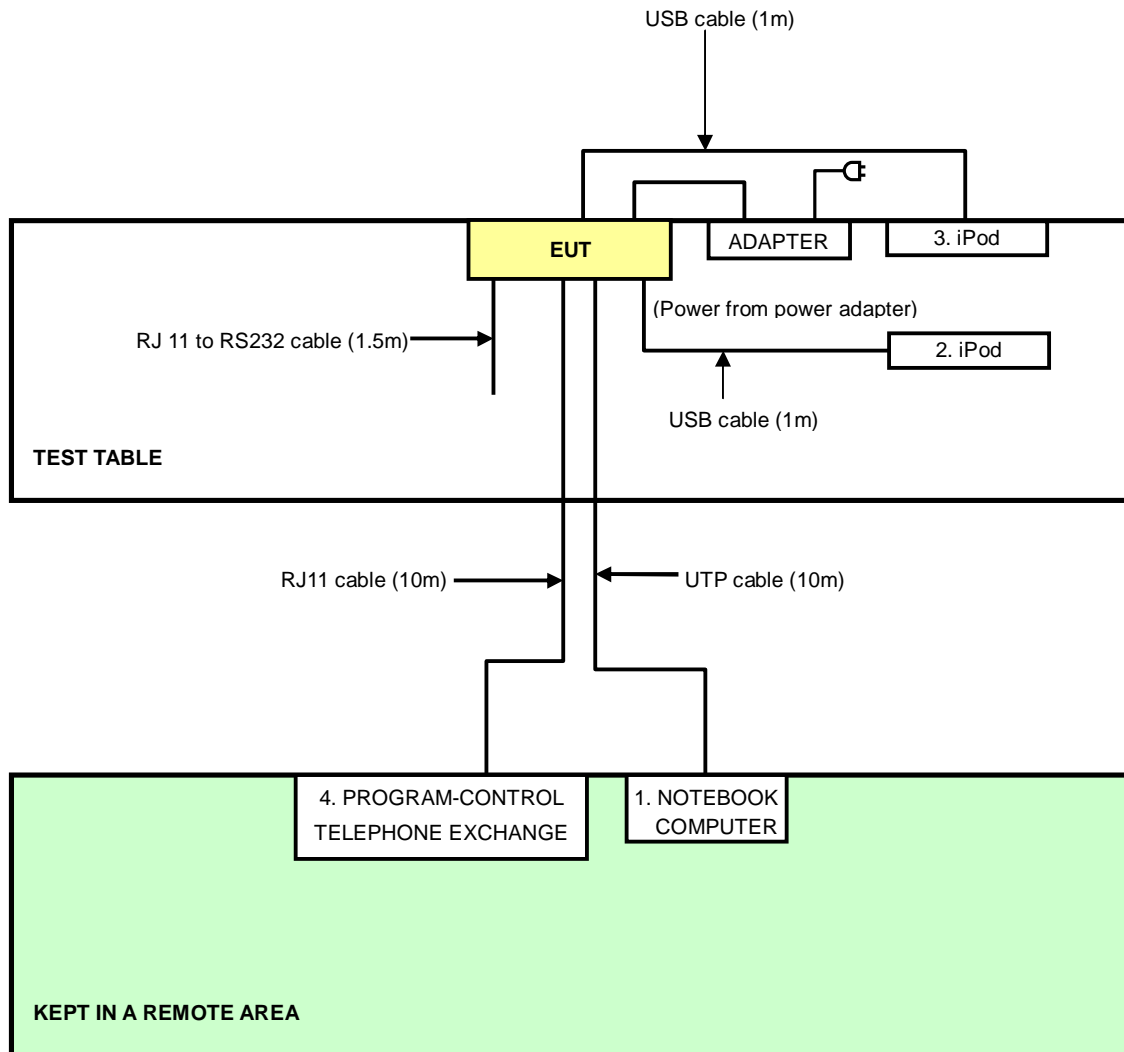 USB cable (1m)
EUT
ADAPTER
3. iPod
(Power from power adapter)
RJ 11 to RS232 cable (1.5m)
2. iPod
USB cable (1m)
TEST TABLE
RJ11 cable (10m)
UTP cable (10m)
4. PROGRAM-CONTROL
TELEPHONE EXCHANGE
1. NOTEBOOK
COMPUTER
KEPT IN A REMOTE AREA